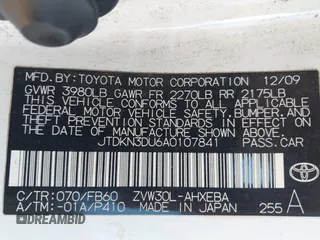 MFD. BY: TOYOTA MOTOR CORPORATION 12/09
GVWR 3980LB GAWR FR 2270LB RR 2175LB
THIS VEHICLE CONFORMS TO ALL APPLICABLE
FEDERAL MOTOR VEHICLE SAFETY,
BUMPER, AND THEFT PREVENTION STANDARDS
IN EFFECT ON THE DATE OF
MANUFACTURE SHOWN ABOVE.
JTDKN3DU6A0107841 PASS.CAR
C/TR: 070/FB60 ZVW30L-AHXEBA
A/TM: -01A/P410 MADE IN JAPAN 255 A
TOYOTA